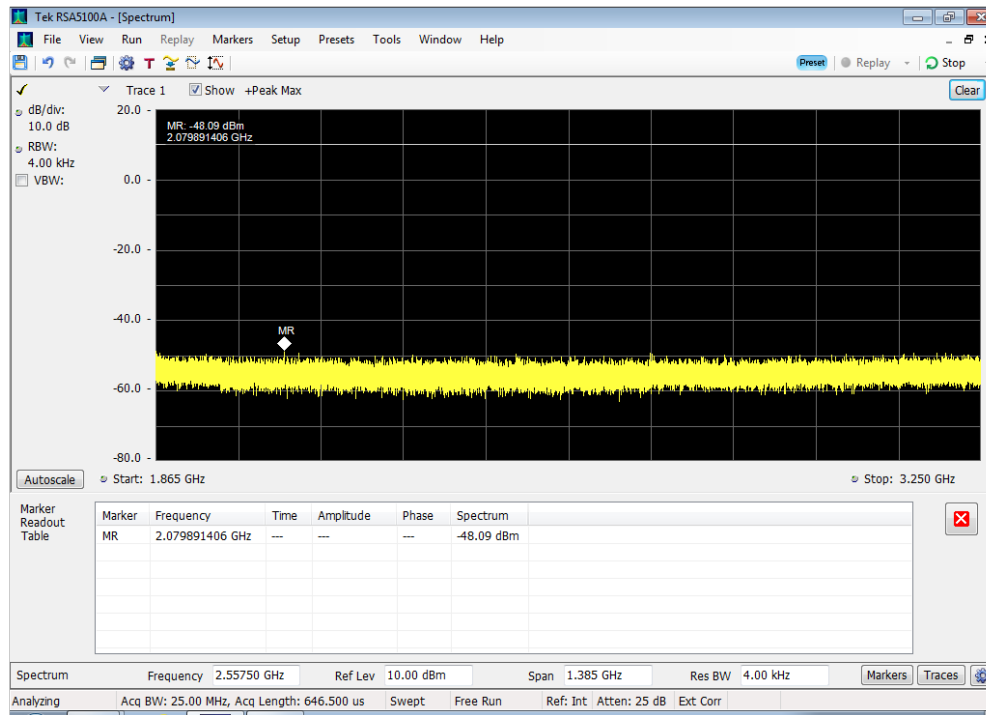 Tek RSA5100A - [Spectrum]
File View Run Replay Markers Setup Presets Tools Window Help
T Preset Replay Stop
Trace 1 Show +Peak Max Clear
dB/div:
10.0 dB
RBW:
4.00 kHz
VBW:
20.0
MR: -48.09 dBm
2.079891406 GHz
0.0
-20.0
-40.0
MR
-60.0
-80.0
Autoscale Start: 1.865 GHz Stop: 3.250 GHz
Marker
Readout
Table
Marker Frequency Time Amplitude Phase Spectrum
MR 2.079891406 GHz --- --- --- -48.09 dBm
Spectrum Frequency 2.55750 GHz Ref Lev 10.00 dBm Span 1.385 GHz Res BW 4.00 kHz Markers Traces
Analyzing Acq BW: 25.00 MHz, Acq Length: 646.500 us Swept Free Run Ref: Int Atten: 25 dB Ext Corr